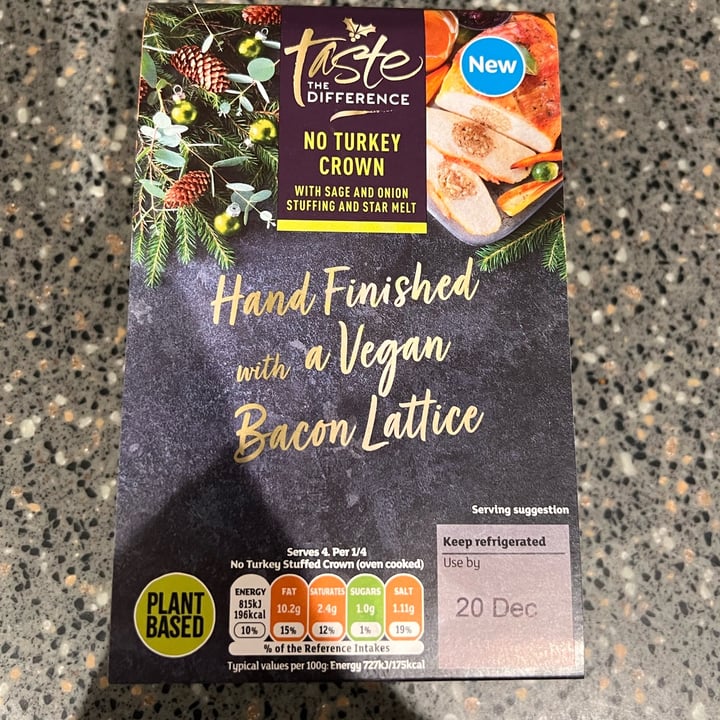 taste
THE
DIFFERENCE
New
NO TURKEY
CROWN
WITH SAGE AND ONION
STUFFING AND STAR MELT
Hand Finished
with a Vegan
Bacon Lattice
Serving suggestion
Keep refrigerated
Use by
20 Dec
Serves 4. Per 1/4
No Turkey Stuffed Crown (oven cooked)
PLANT
BASED
ENERGY FAT SATURATES SUGARS SALT
815kJ
196kcal 10.2g 2.4g 1.0g 1.11g
10% 15% 12% 1% 19%
% of the Reference Intakes
Typical values per 100g: Energy 727kJ/175kcal